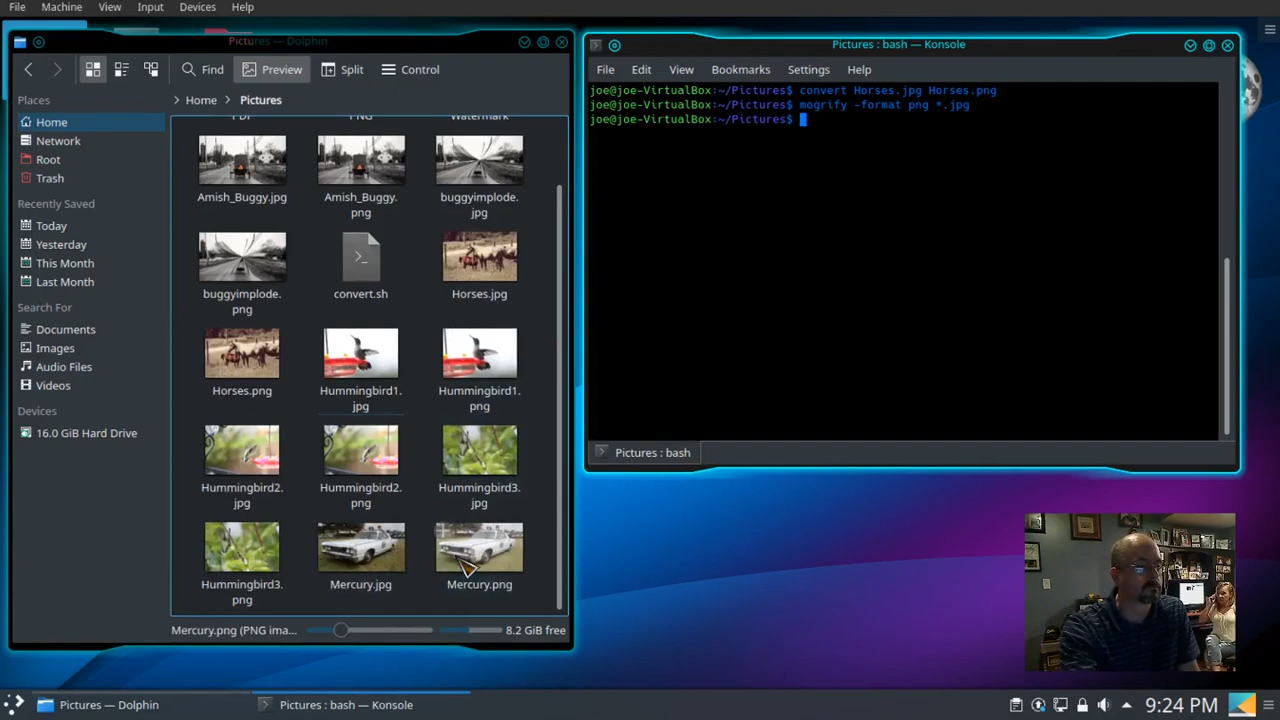 File Machine View Input Devices Help
Pictures — Dolphin
Find Preview Split Control
Places
Home
Network
Root
Trash
Recently Saved
Today
Yesterday
This Month
Last Month
Search For
Documents
Images
Audio Files
Videos
Devices
16.0 GiB Hard Drive
Home Pictures
PDF PNG Watermark
Amish_Buggy.jpg
Amish_Buggy.
png
buggyimplode.
jpg
buggyimplode.
png
convert.sh
Horses.jpg
Horses.png
Hummingbird1.
jpg
Hummingbird1.
png
Hummingbird2.
jpg
Hummingbird2.
png
Hummingbird3.
jpg
Hummingbird3.
png
Mercury.jpg
Mercury.png
Mercury.png (PNG ima...
8.2 GiB free
Pictures : bash — Konsole
File Edit View Bookmarks Settings Help
joe@joe-VirtualBox:~/Pictures$ convert Horses.jpg Horses.png
joe@joe-VirtualBox:~/Pictures$ mogrify -format png *.jpg
joe@joe-VirtualBox:~/Pictures$
Pictures : bash
Pictures — Dolphin
Pictures : bash — Konsole
9:24 PM